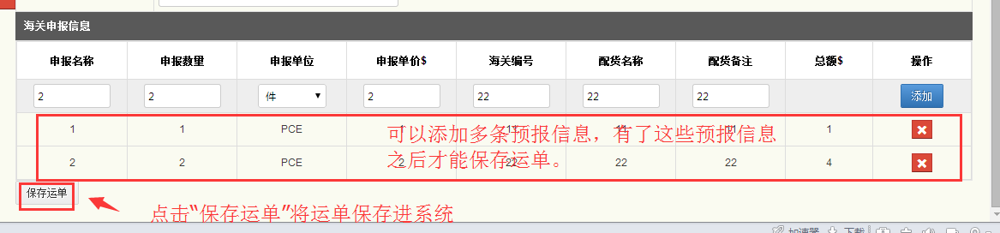 海关申报信息
申报名称 申报数量 申报单位 申报单价$ 海关编号 配货名称 配货备注 总额$ 操作
2 2 件 2 22 22 22 添加
1 1 PCE 1 11 11 11 1
可以添加多条预报信息，有了这些预报信息
之后才能保存运单。
2 2 PCE 2 22 22 22 4
保存运单
点击“保存运单”将运单保存进系统
加速器 下载